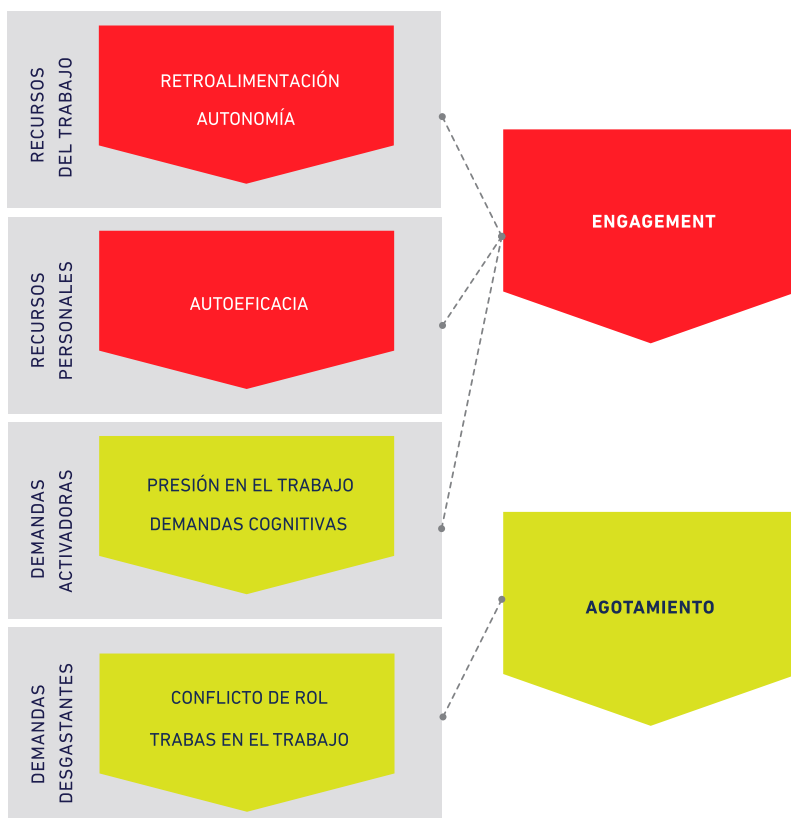 RECURSOS
DEL TRABAJO
RETROALIMENTACIÓN
AUTONOMÍA
RECURSOS
PERSONALES
AUTOEFICACIA
DEMANDAS
ACTIVADORAS
PRESIÓN EN EL TRABAJO
DEMANDAS COGNITIVAS
DEMANDAS
DESGASTANTES
CONFLICTO DE ROL
TRABAS EN EL TRABAJO
ENGAGEMENT
AGOTAMIENTO